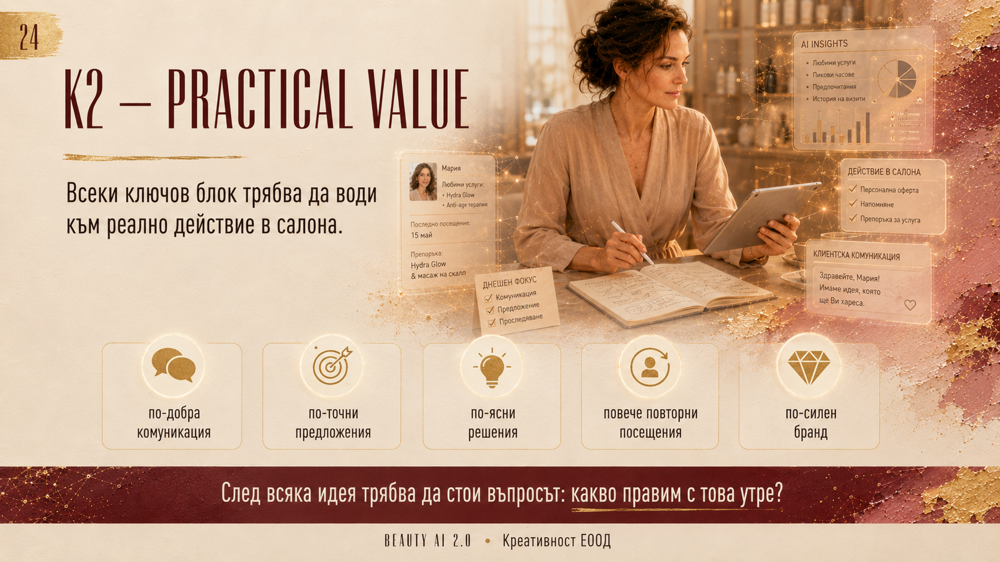 24
K2 – PRACTICAL VALUE
Всеки ключов блок трябва да води
към реално действие в салона.
Мария
Любими услуги:
• Hydra Glow
• Anti-age терапия
Последно посещение:
15 май
Препоръка:
Hydra Glow
& масаж на скалп
ДНЕШЕН ФОКУС
Комуникация
Предложение
Проследяване
AI INSIGHTS
• Любими услуги
• Пикови часове
• Предпочитания
• История на визити
ДЕЙСТВИЕ В САЛОНА
Персонална оферта
Напомняне
Препоръка за услуга
КЛИЕНТСКА КОМУНИКАЦИЯ
Здравейте, Мария!
Имаме идея, която
ще Ви хареса.
по-добра
комуникация
по-точни
предложения
по-ясни
решения
повече повторни
посещения
по-силен
бранд
След всяка идея трябва да стои въпросът: какво правим с това утре?
BEAUTY AI 2.0 • Креативност ЕООД